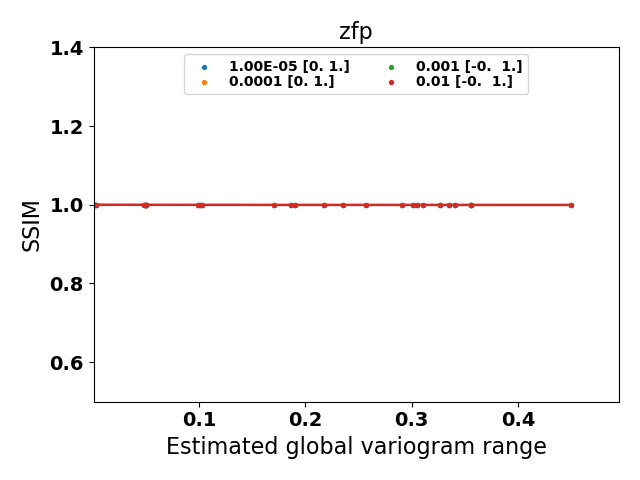 zfp
1.4
1.00E-05 [0. 1.]
0.0001 [0. 1.]
0.001 [-0.  1.]
0.01 [-0.  1.]
1.2
1.0
0.8
0.6
SSIM
0.1 0.2 0.3 0.4
Estimated global variogram range